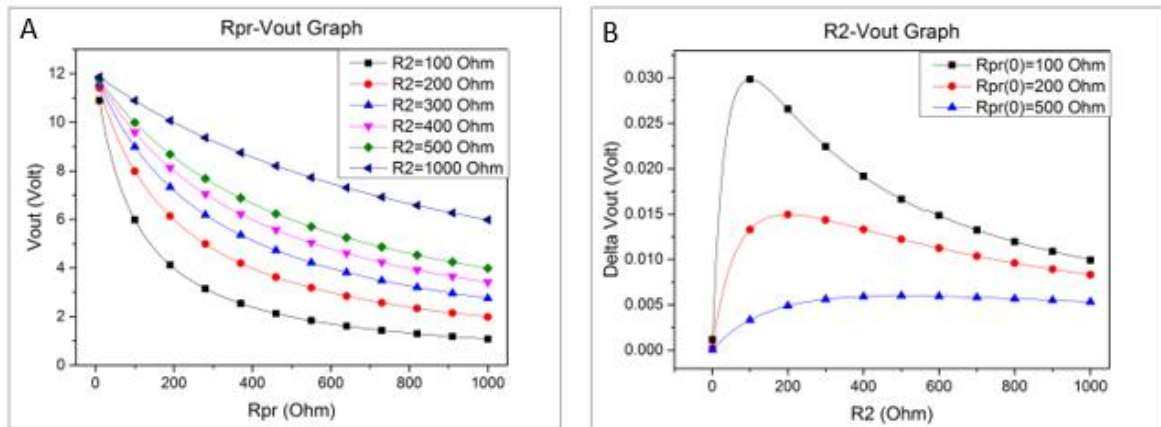 A
Rpr-Vout Graph
R2=100 Ohm
R2=200 Ohm
R2=300 Ohm
R2=400 Ohm
R2=500 Ohm
R2=1000 Ohm
Vout (Volt)
12
10
8
6
4
2
0
0 200 400 600 800 1000
Rpr (Ohm)
B
R2-Vout Graph
Rpr(0)=100 Ohm
Rpr(0)=200 Ohm
Rpr(0)=500 Ohm
Delta Vout (Volt)
0.030
0.025
0.020
0.015
0.010
0.005
0.000
0 200 400 600 800 1000
R2 (Ohm)